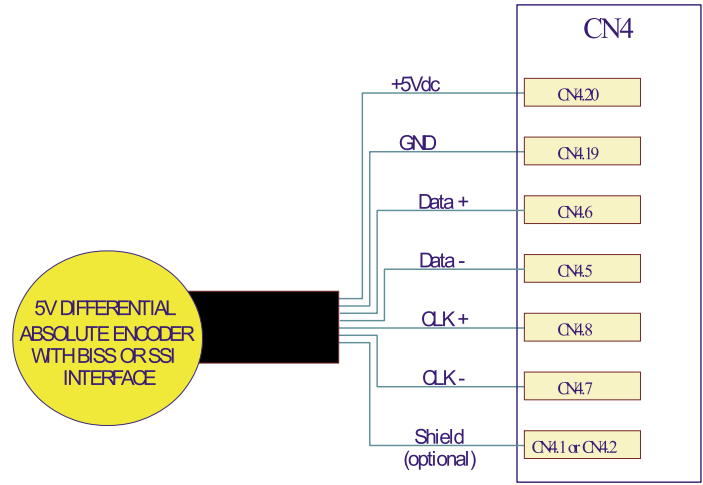 CN4
+5Vdc
CN4.20
GND
CN4.19
Data +
CN4.6
Data -
CN4.5
5V DIFFERENTIAL
ABSOLUTE ENCODER
WITH BISS OR SSI
INTERFACE
CLK +
CN4.8
CLK -
CN4.7
Shield
(optional)
CN4.1 or CN4.2